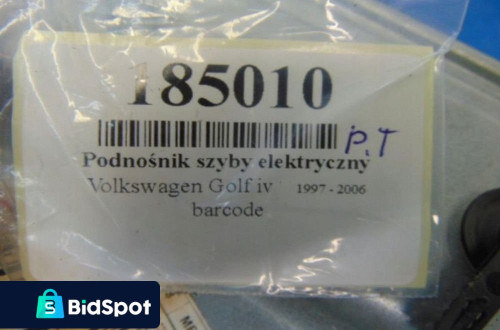 185010
P.T
Podnośnik szyby elektryczny
Volkswagen Golf iv 1997 - 2006
barcode
BidSpot